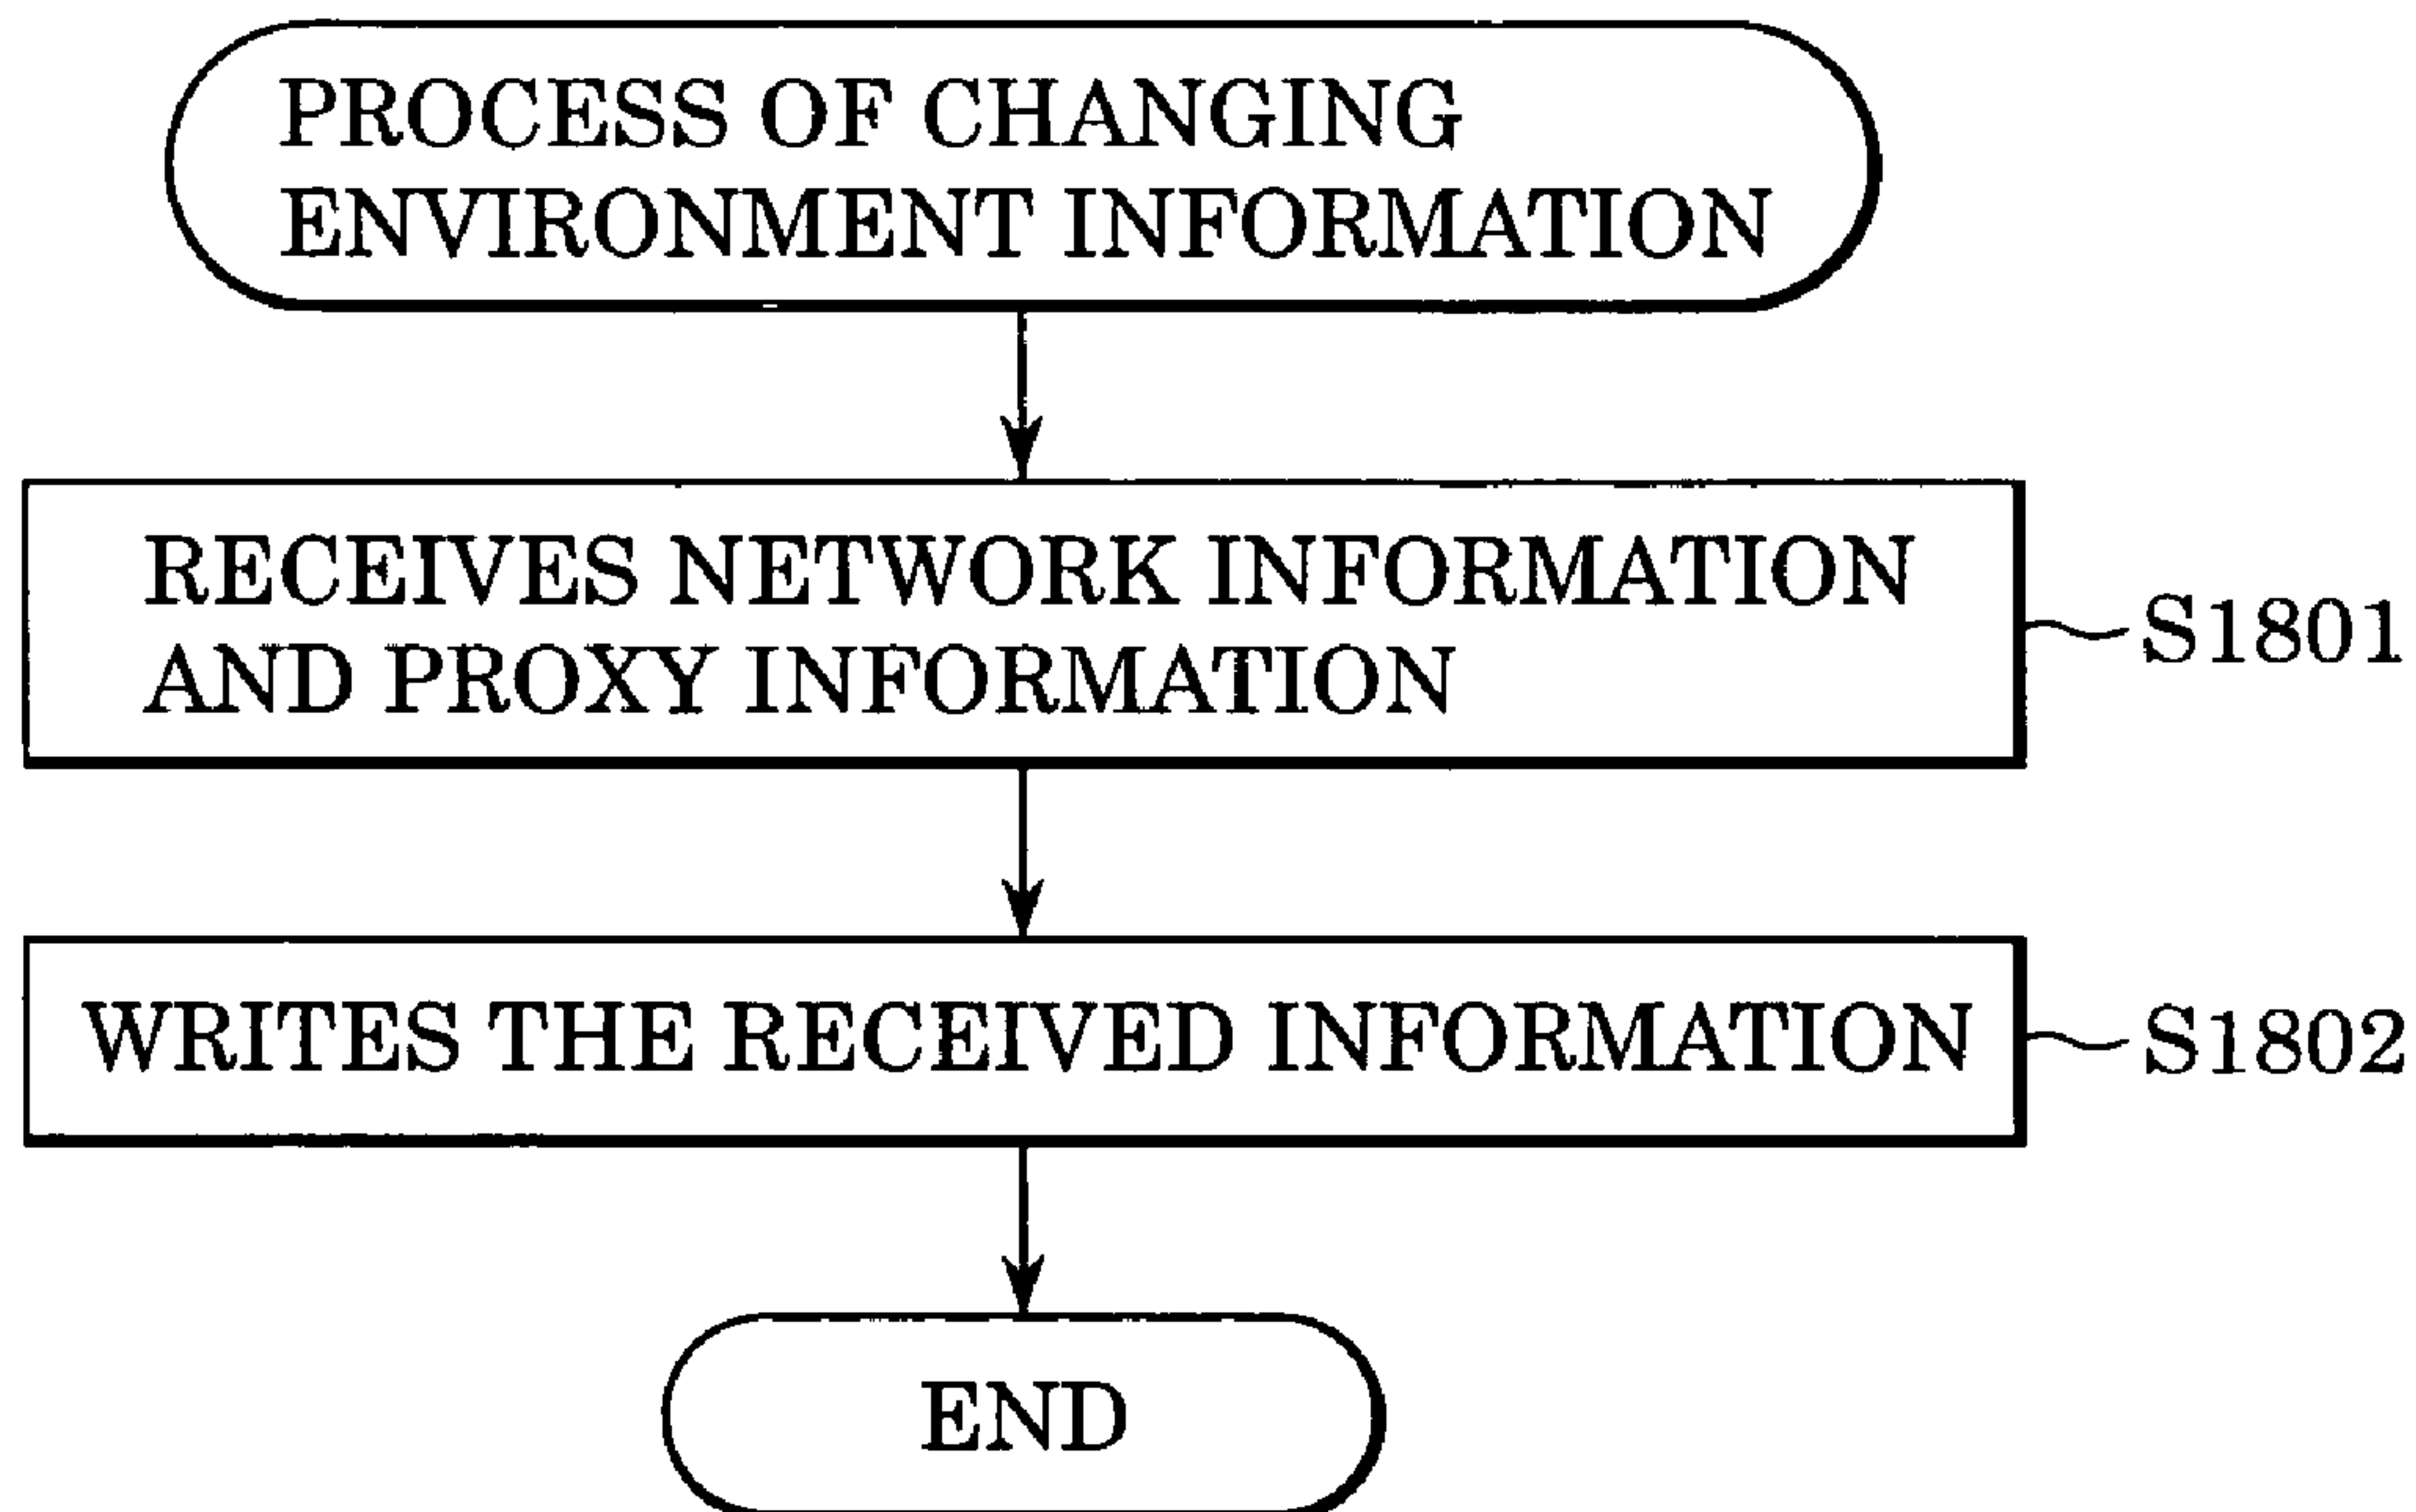 PROCESS OF CHANGING
ENVIRONMENT INFORMATION
RECEIVES NETWORK INFORMATION
AND PROXY INFORMATION
S1801
WRITES THE RECEIVED INFORMATION
S1802
END